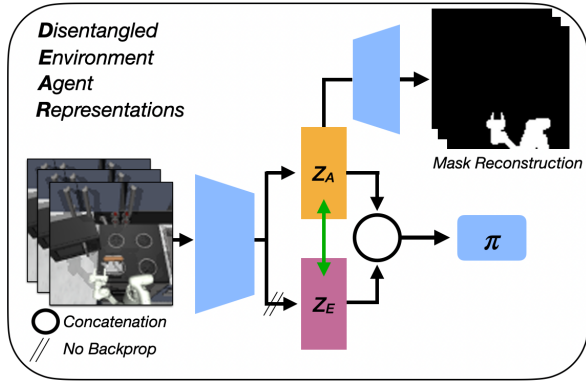 Disentangled
Environment
Agent
Representations
Mask Reconstruction
Z_A
Z_E
π
Concatenation
No Backprop